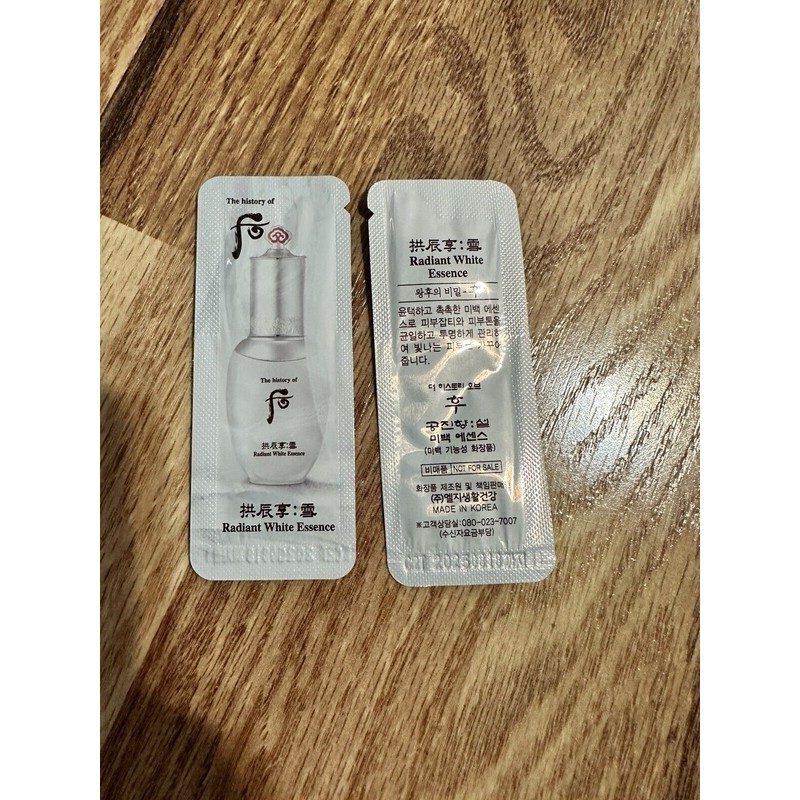 The history of
后
The history of
后
拱辰享:雪
Radiant White Essence
拱辰享:雪
Radiant White Essence
拱辰享:雪
Radiant White
Essence
왕후의 비밀 -
윤택하고 촉촉한 미백 에센
스로 피부잡티와 피부톤을
균일하고 투명하게 관리하
여 빛나는
줍니다.
더 히스토리 오브
후
공진향:설
미백 에센스
(미백 기능성 화장품)
비매품 NOT FOR SALE
화장품 제조원 및 책임판매
(주)엘지생활건강
MADE IN KOREA
※고객상담실:080-023-7007
(수신자요금부담)